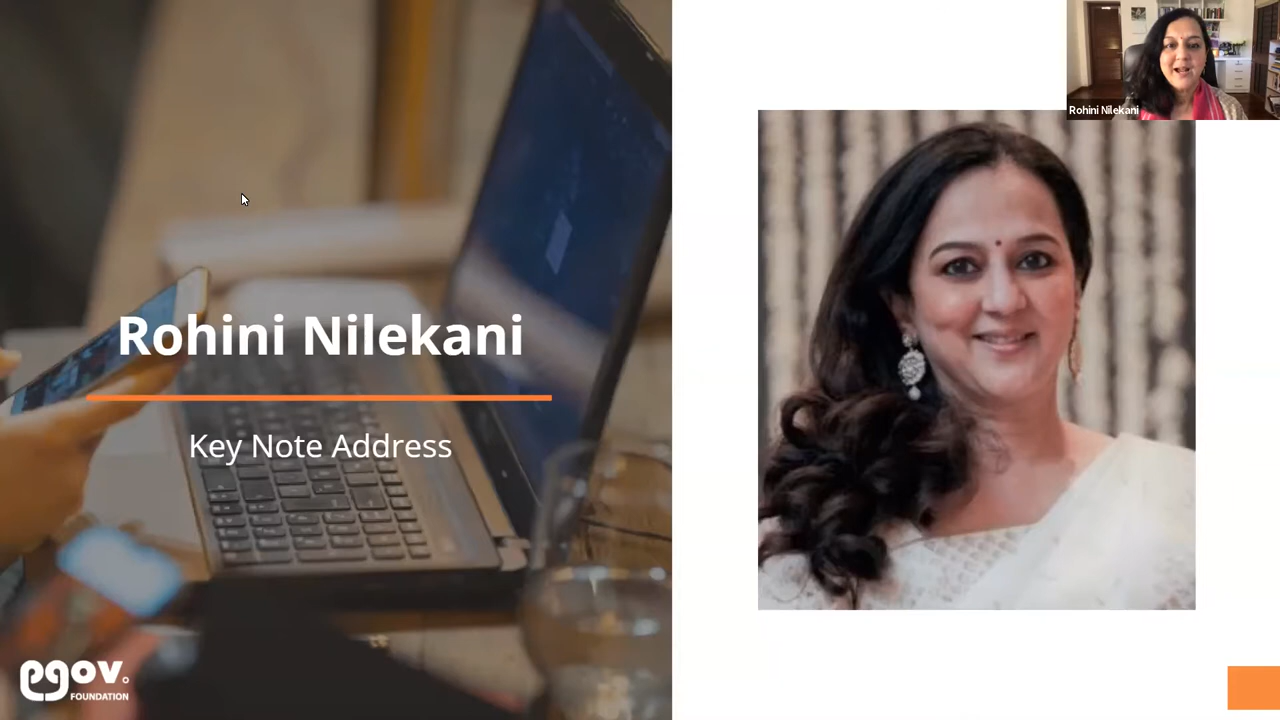 Rohini Nilekani
Rohini Nilekani
Key Note Address
egov.
FOUNDATION